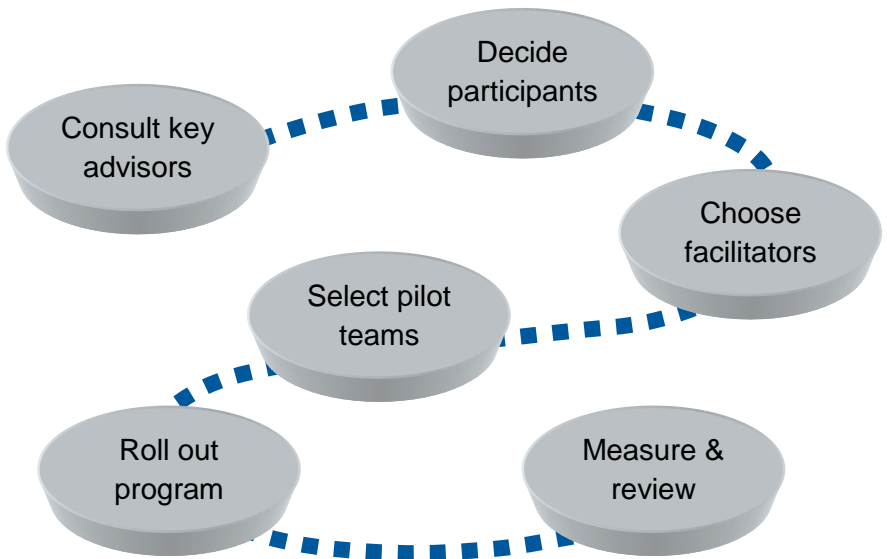 Decide
participants
Consult key
advisors
Choose
facilitators
Select pilot
teams
Roll out
program
Measure &
review